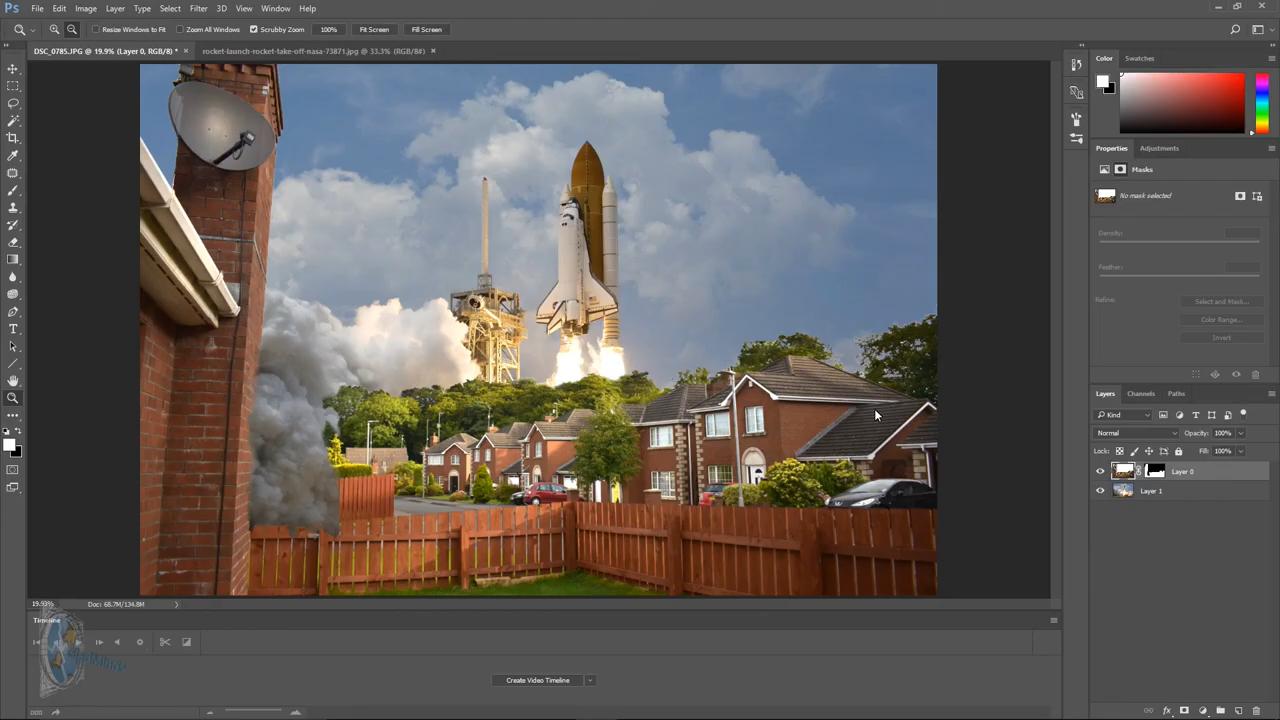 Ps File Edit Image Layer Type Select Filter 3D View Window Help
Resize Windows to Fit Zoom All Windows Scrubby Zoom 100% Fit Screen Fill Screen
DSC_0785.JPG @ 19.9% (Layer 0, RGB/8) * × rocket-launch-rocket-take-off-nasa-73871.jpg @ 33.3% (RGB/8#) ×
Color Swatches
Properties Adjustments
Masks
No mask selected
Density:
Feather:
Refine: Select and Mask...
Color Range...
Invert
Layers Channels Paths
Kind
Normal Opacity: 100%
Lock: Fill: 100%
Layer 0
Layer 1
19.93% Doc: 68.7M/134.8M
Timeline
Create Video Timeline